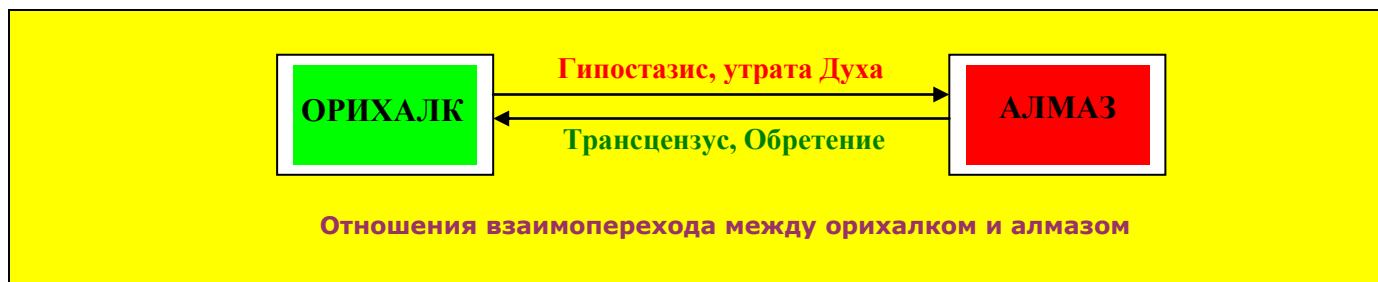 Гипостазис, утрата Духа
ОРИХАЛК
АЛМАЗ
Трансцензус, Обретение
Отношения взаимоперехода между орихалком и алмазом